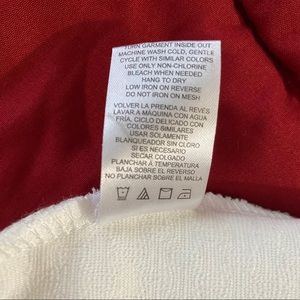 TURN GARMENT INSIDE OUT
MACHINE WASH COLD, GENTLE
CYCLE WITH SIMILAR COLORS
USE ONLY NON-CHLORINE
BLEACH WHEN NEEDED
HANG TO DRY
LOW IRON ON REVERSE
DO NOT IRON ON MESH
VOLVER LA PRENDA AL REVÉS
LAVAR A MÁQUINA CON AGUA
FRÍA, CICLO DELICADO CON
COLORES SIMILARES
USAR SOLAMENTE
BLANQUEADOR SIN CLORO
SI ES NECESARIO
SECAR COLGADO
PLANCHAR A TEMPERATURA
BAJA SOBRE EL REVERSO
NO PLANCHAR SOBRE EL MALLA